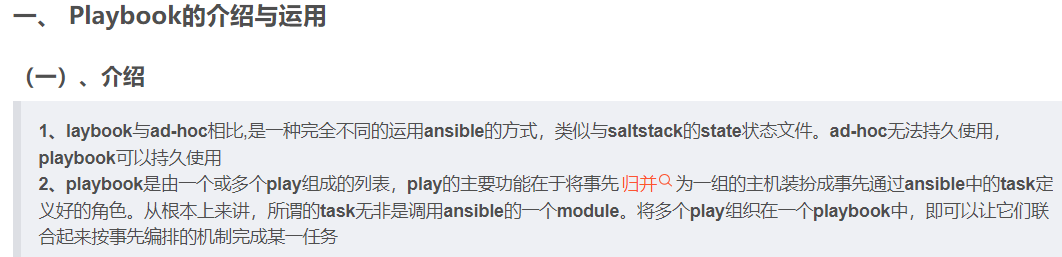 一、 Playbook的介绍与运用
（一）、介绍
1、laybook与ad-hoc相比,是一种完全不同的运用ansible的方式，类似与saltstack的state状态文件。ad-hoc无法持久使用，
playbook可以持久使用
2、playbook是由一个或多个play组成的列表，play的主要功能在于将事先归并为一组的主机装扮成事先通过ansible中的task定
义好的角色。从根本上来讲，所谓的task无非是调用ansible的一个module。将多个play组织在一个playbook中，即可以让它们联
合起来按事先编排的机制完成某一任务